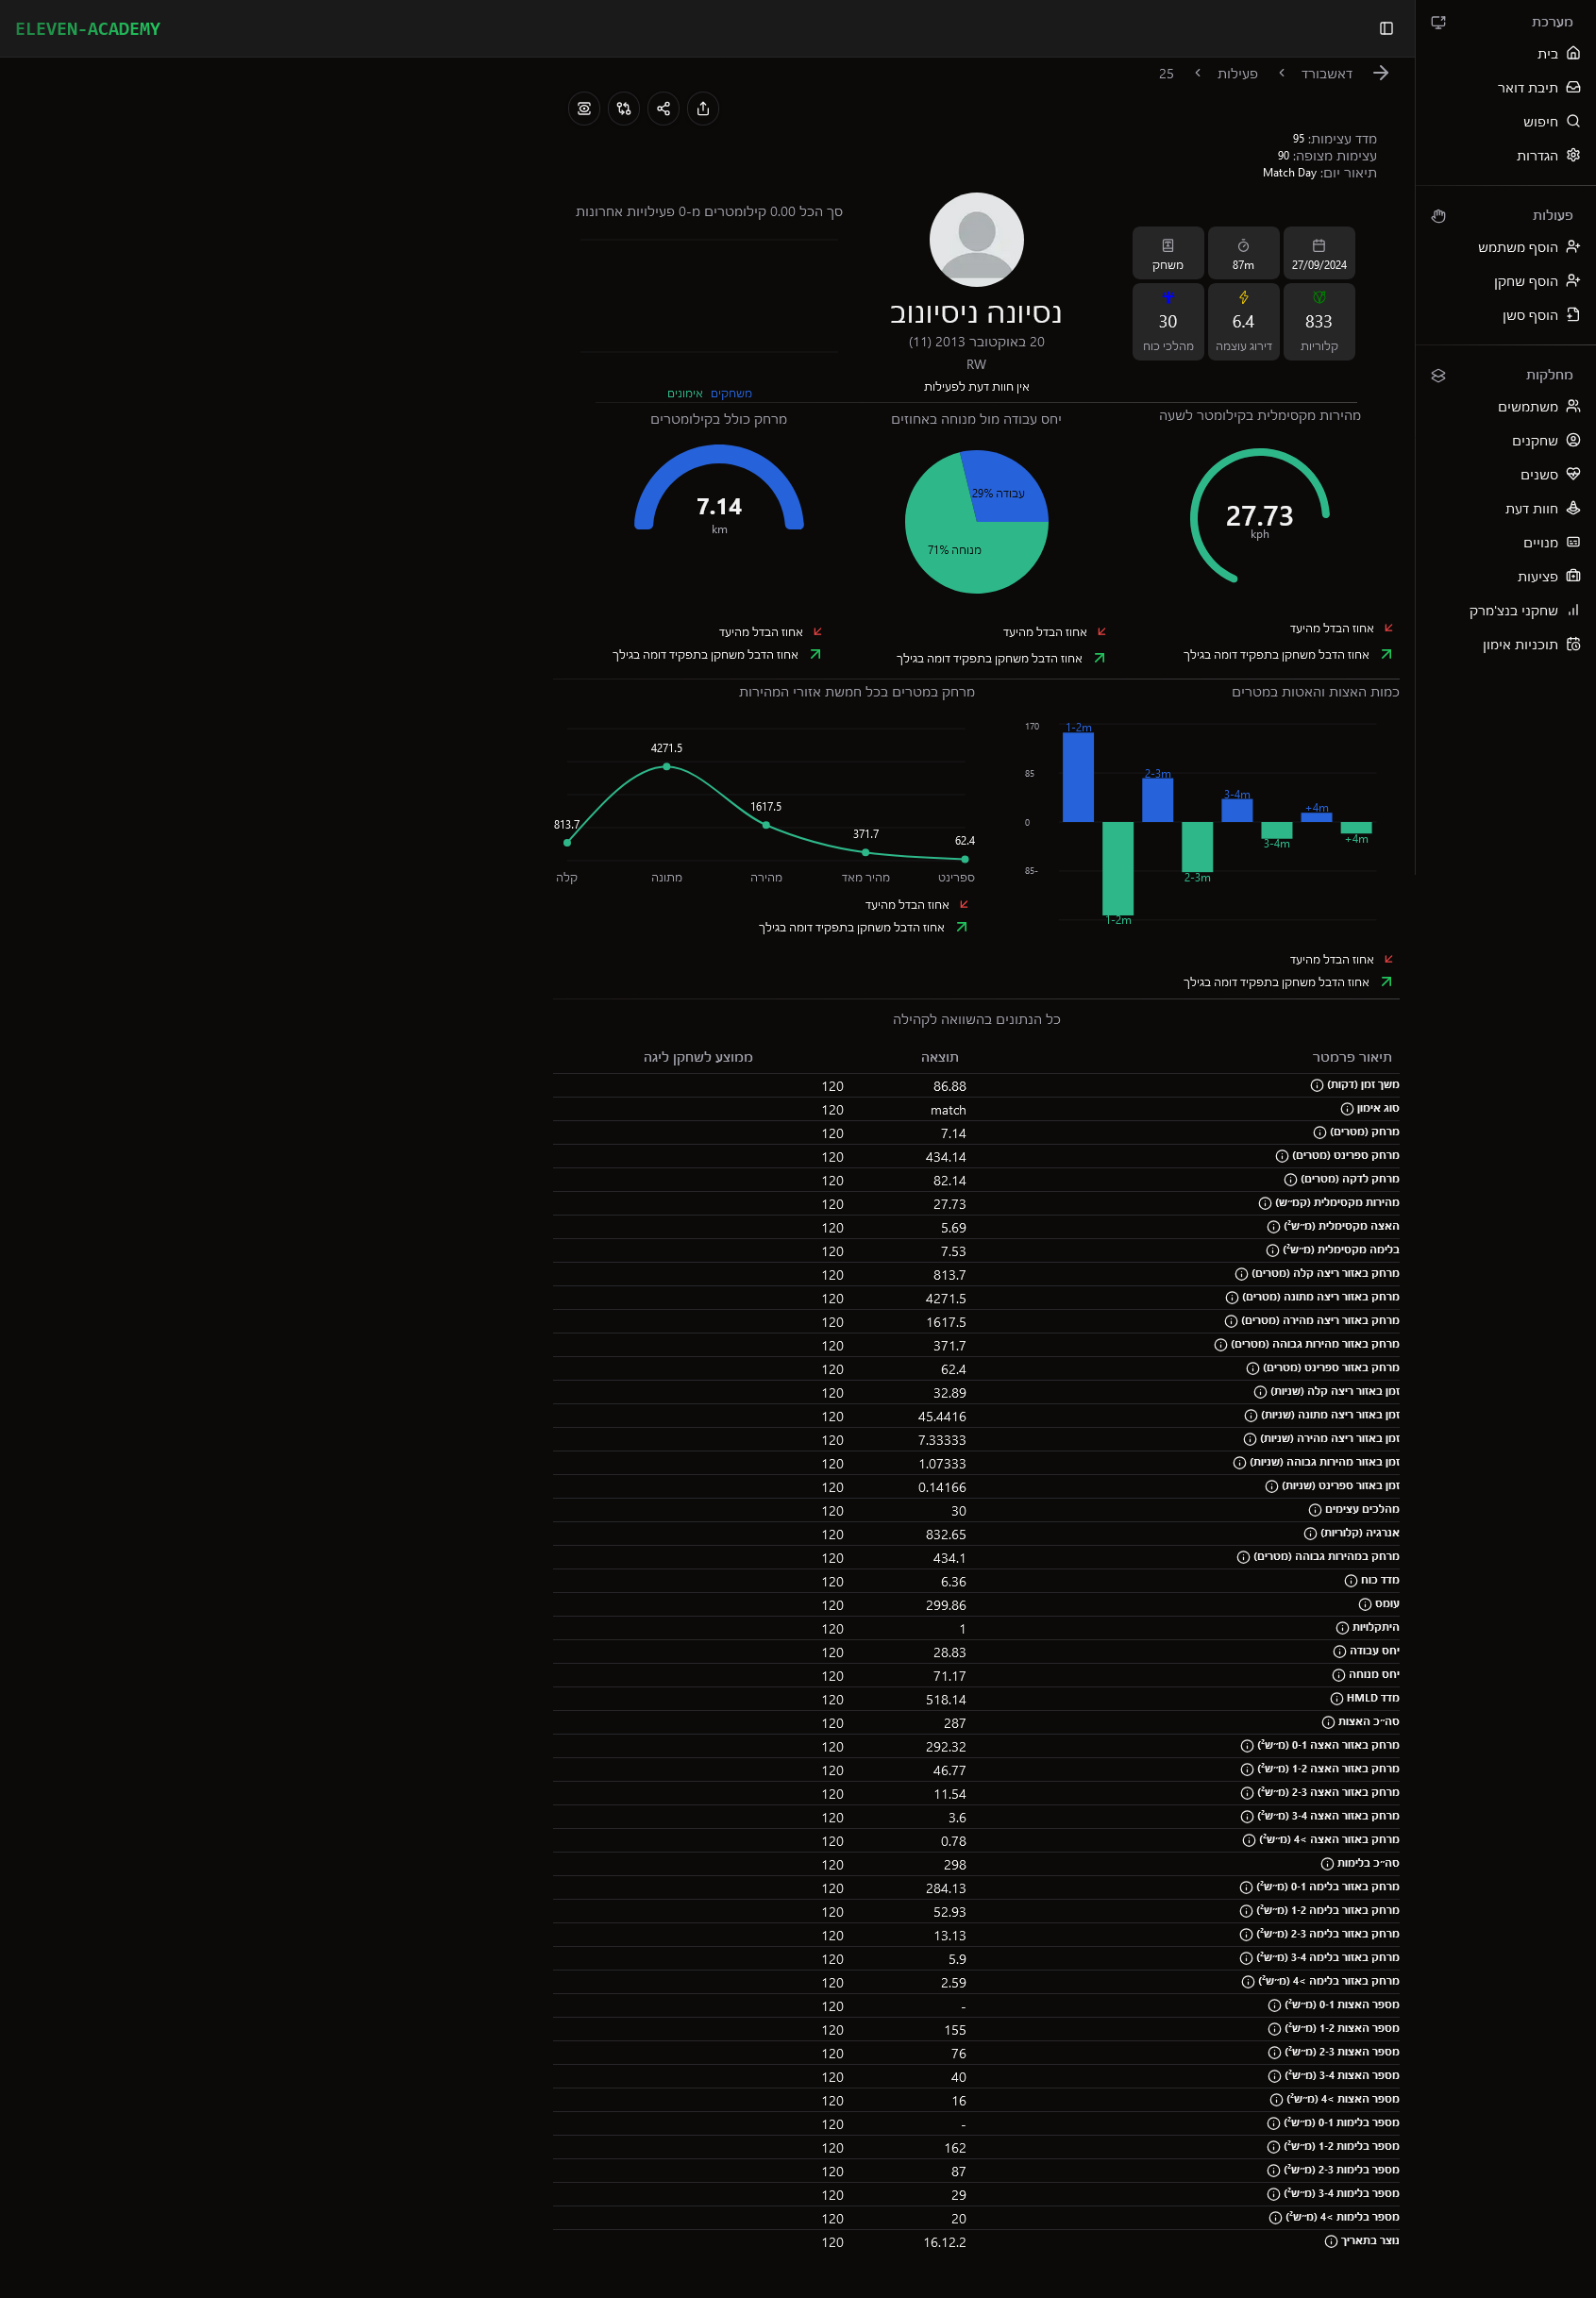 ELEVEN-ACADEMY
מערכת
בית
תיבת דואר
חיפוש
הגדרות
פעולות
הוסף משתמש
הוסף שחקן
הוסף סשן
מחלקות
משתמשים
שחקנים
סשנים
חוות דעת
מנויים
פציעות
שחקני בנצ'מרק
תוכניות אימון
דאשבורד
פעילות
25
מדד עצימות: 95
עצימות מצופה: 90
תיאור יום: Match Day
27/09/2024
87m
משחק
833
קלוריות
6.4
דירוג עוצמה
30
מהלכי כוח
נסיונה ניסיונוב
20 באוקטובר 2013 (11)
RW
אין חוות דעת לפעילות
סך הכל 0.00 קילומטרים מ-0 פעילויות אחרונות
משחקים
אימונים
מהירות מקסימלית בקילומטר לשעה
27.73
kph
אחוז הבדל מהיעד
אחוז הבדל משחקן בתפקיד דומה בגילך
יחס עבודה מול מנוחה באחוזים
עבודה 29%
מנוחה 71%
אחוז הבדל מהיעד
אחוז הבדל משחקן בתפקיד דומה בגילך
מרחק כולל בקילומטרים
7.14
km
אחוז הבדל מהיעד
אחוז הבדל משחקן בתפקיד דומה בגילך
כמות האצות והאטות במטרים
170
85
0
85-
1-2m
1-2m
2-3m
2-3m
3-4m
3-4m
+4m
+4m
אחוז הבדל מהיעד
אחוז הבדל משחקן בתפקיד דומה בגילך
מרחק במטרים בכל חמשת אזורי המהירות
813.7
4271.5
1617.5
371.7
62.4
קלה
מתונה
מהירה
מהיר מאד
ספרינט
אחוז הבדל מהיעד
אחוז הבדל משחקן בתפקיד דומה בגילך
כל הנתונים בהשוואה לקהילה
תיאור פרמטר תוצאה ממוצע לשחקן ליגה
משך זמן (דקות) 86.88 120
סוג אימון match 120
מרחק (מטרים) 7.14 120
מרחק ספרינט (מטרים) 434.14 120
מרחק לדקה (מטרים) 82.14 120
מהירות מקסימלית (קמ״ש) 27.73 120
האצה מקסימלית (מ״ש²) 5.69 120
בלימה מקסימלית (מ״ש²) 7.53 120
מרחק באזור ריצה קלה (מטרים) 813.7 120
מרחק באזור ריצה מתונה (מטרים) 4271.5 120
מרחק באזור ריצה מהירה (מטרים) 1617.5 120
מרחק באזור מהירות גבוהה (מטרים) 371.7 120
מרחק באזור ספרינט (מטרים) 62.4 120
זמן באזור ריצה קלה (שניות) 32.89 120
זמן באזור ריצה מתונה (שניות) 45.4416 120
זמן באזור ריצה מהירה (שניות) 7.33333 120
זמן באזור מהירות גבוהה (שניות) 1.07333 120
זמן באזור ספרינט (שניות) 0.14166 120
מהלכים עצימים 30 120
אנרגיה (קלוריות) 832.65 120
מרחק במהירות גבוהה (מטרים) 434.1 120
מדד כוח 6.36 120
עומס 299.86 120
היתקלויות 1 120
יחס עבודה 28.83 120
יחס מנוחה 71.17 120
מדד HMLD 518.14 120
סה״כ האצות 287 120
מרחק באזור האצה 0-1 (מ״ש²) 292.32 120
מרחק באזור האצה 1-2 (מ״ש²) 46.77 120
מרחק באזור האצה 2-3 (מ״ש²) 11.54 120
מרחק באזור האצה 3-4 (מ״ש²) 3.6 120
מרחק באזור האצה >4 (מ״ש²) 0.78 120
סה״כ בלימות 298 120
מרחק באזור בלימה 0-1 (מ״ש²) 284.13 120
מרחק באזור בלימה 1-2 (מ״ש²) 52.93 120
מרחק באזור בלימה 2-3 (מ״ש²) 13.13 120
מרחק באזור בלימה 3-4 (מ״ש²) 5.9 120
מרחק באזור בלימה >4 (מ״ש²) 2.59 120
מספר האצות 0-1 (מ״ש²) - 120
מספר האצות 1-2 (מ״ש²) 155 120
מספר האצות 2-3 (מ״ש²) 76 120
מספר האצות 3-4 (מ״ש²) 40 120
מספר האצות >4 (מ״ש²) 16 120
מספר בלימות 0-1 (מ״ש²) - 120
מספר בלימות 1-2 (מ״ש²) 162 120
מספר בלימות 2-3 (מ״ש²) 87 120
מספר בלימות 3-4 (מ״ש²) 29 120
מספר בלימות >4 (מ״ש²) 20 120
נוצר בתאריך 16.12.2 120